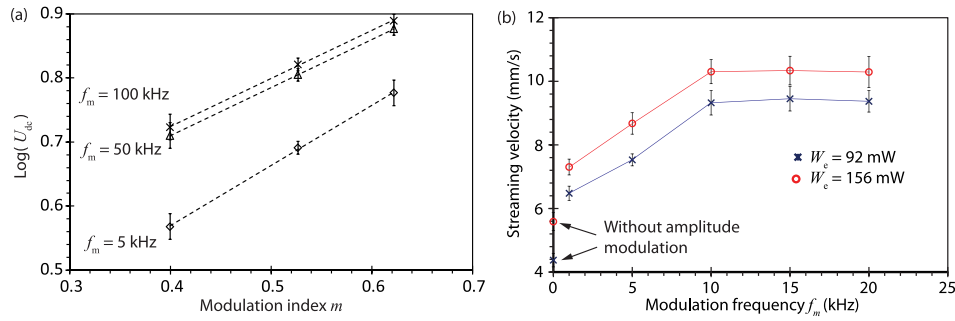 (a)
Log(U_dc)
0.9
0.8
0.7
0.6
0.5
f_m = 100 kHz
f_m = 50 kHz
f_m = 5 kHz
0.3 0.4 0.5 0.6 0.7
Modulation index m
(b)
Streaming velocity (mm/s)
12
10
8
6
4
W_e = 92 mW
W_e = 156 mW
Without amplitude
modulation
0 5 10 15 20 25
Modulation frequency f_m (kHz)